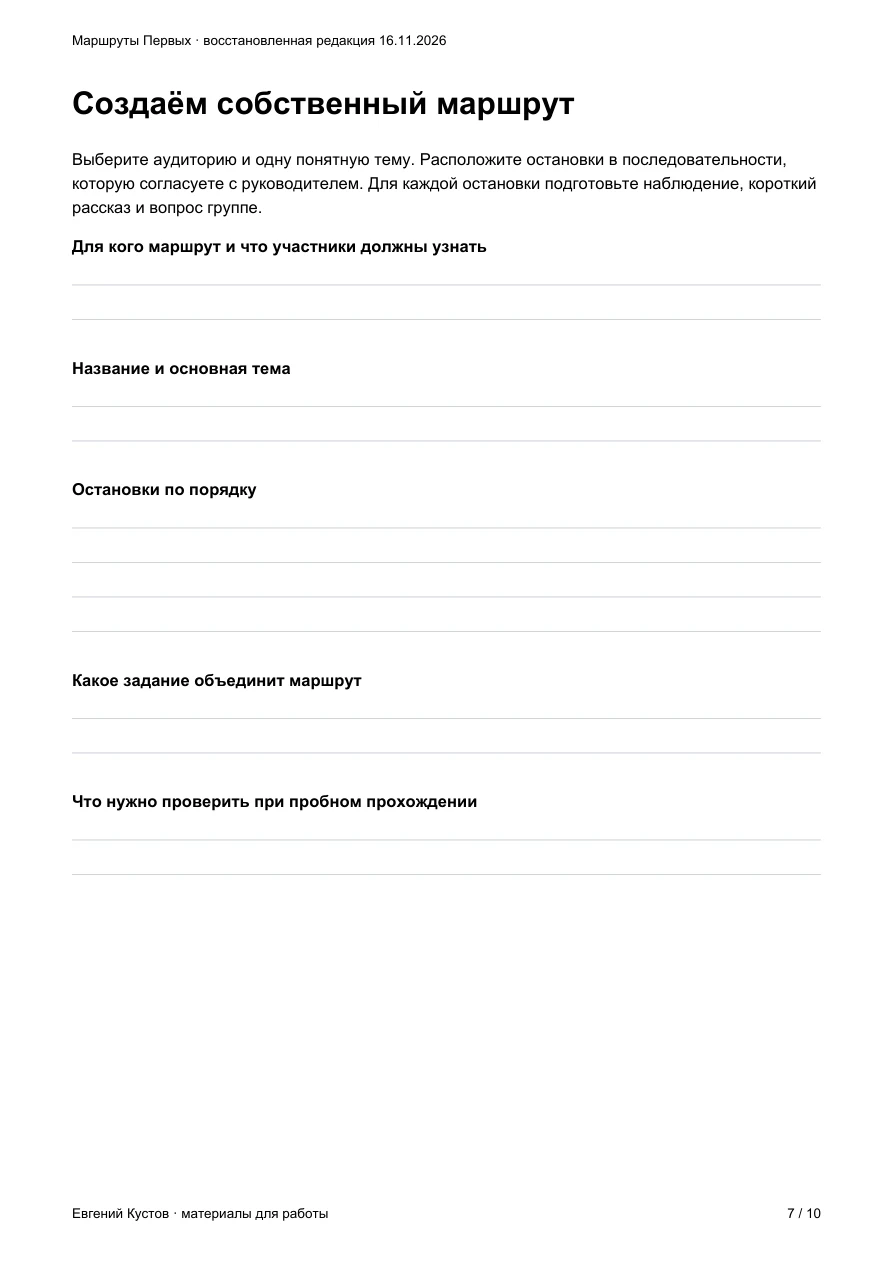 Маршруты Первых · восстановленная редакция 16.11.2026
Создаём собственный маршрут
Выберите аудиторию и одну понятную тему. Расположите остановки в последовательности,
которую согласуете с руководителем. Для каждой остановки подготовьте наблюдение, короткий
рассказ и вопрос группе.
Для кого маршрут и что участники должны узнать
Название и основная тема
Остановки по порядку
Какое задание объединит маршрут
Что нужно проверить при пробном прохождении
Евгений Кустов · материалы для работы
7 / 10